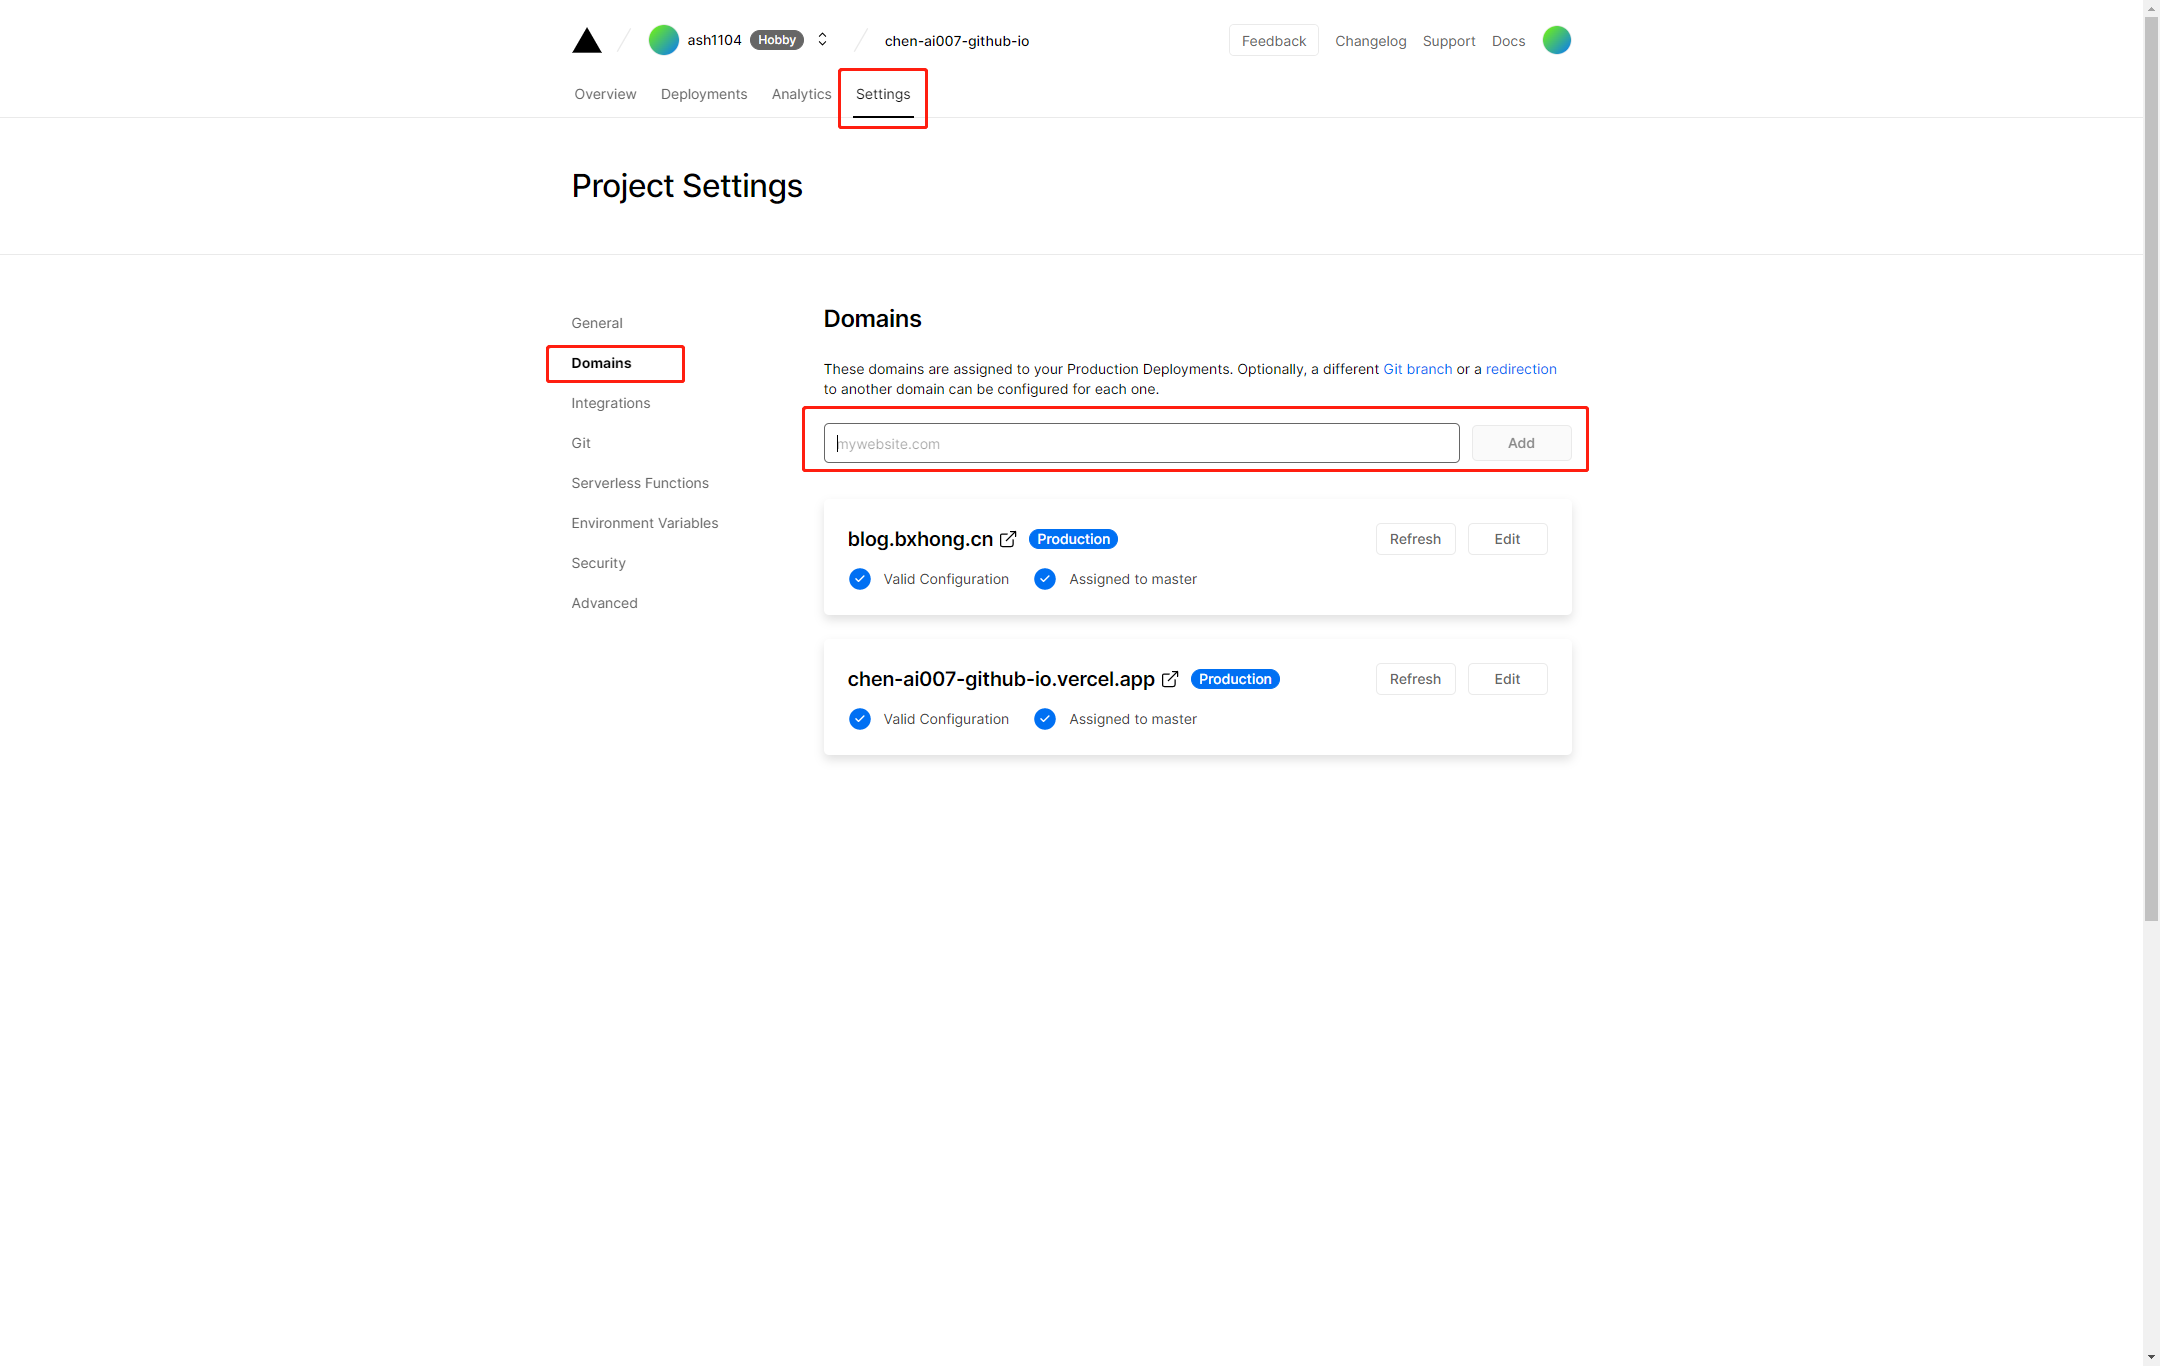 ash1104 Hobby chen-ai007-github-io Feedback Changelog Support Docs
Overview Deployments Analytics Settings
Project Settings
General
Domains
Integrations
Git
Serverless Functions
Environment Variables
Security
Advanced
Domains
These domains are assigned to your Production Deployments. Optionally, a different Git branch or a redirection
to another domain can be configured for each one.
mywebsite.com Add
blog.bxhong.cn Production Refresh Edit
Valid Configuration Assigned to master
chen-ai007-github-io.vercel.app Production Refresh Edit
Valid Configuration Assigned to master